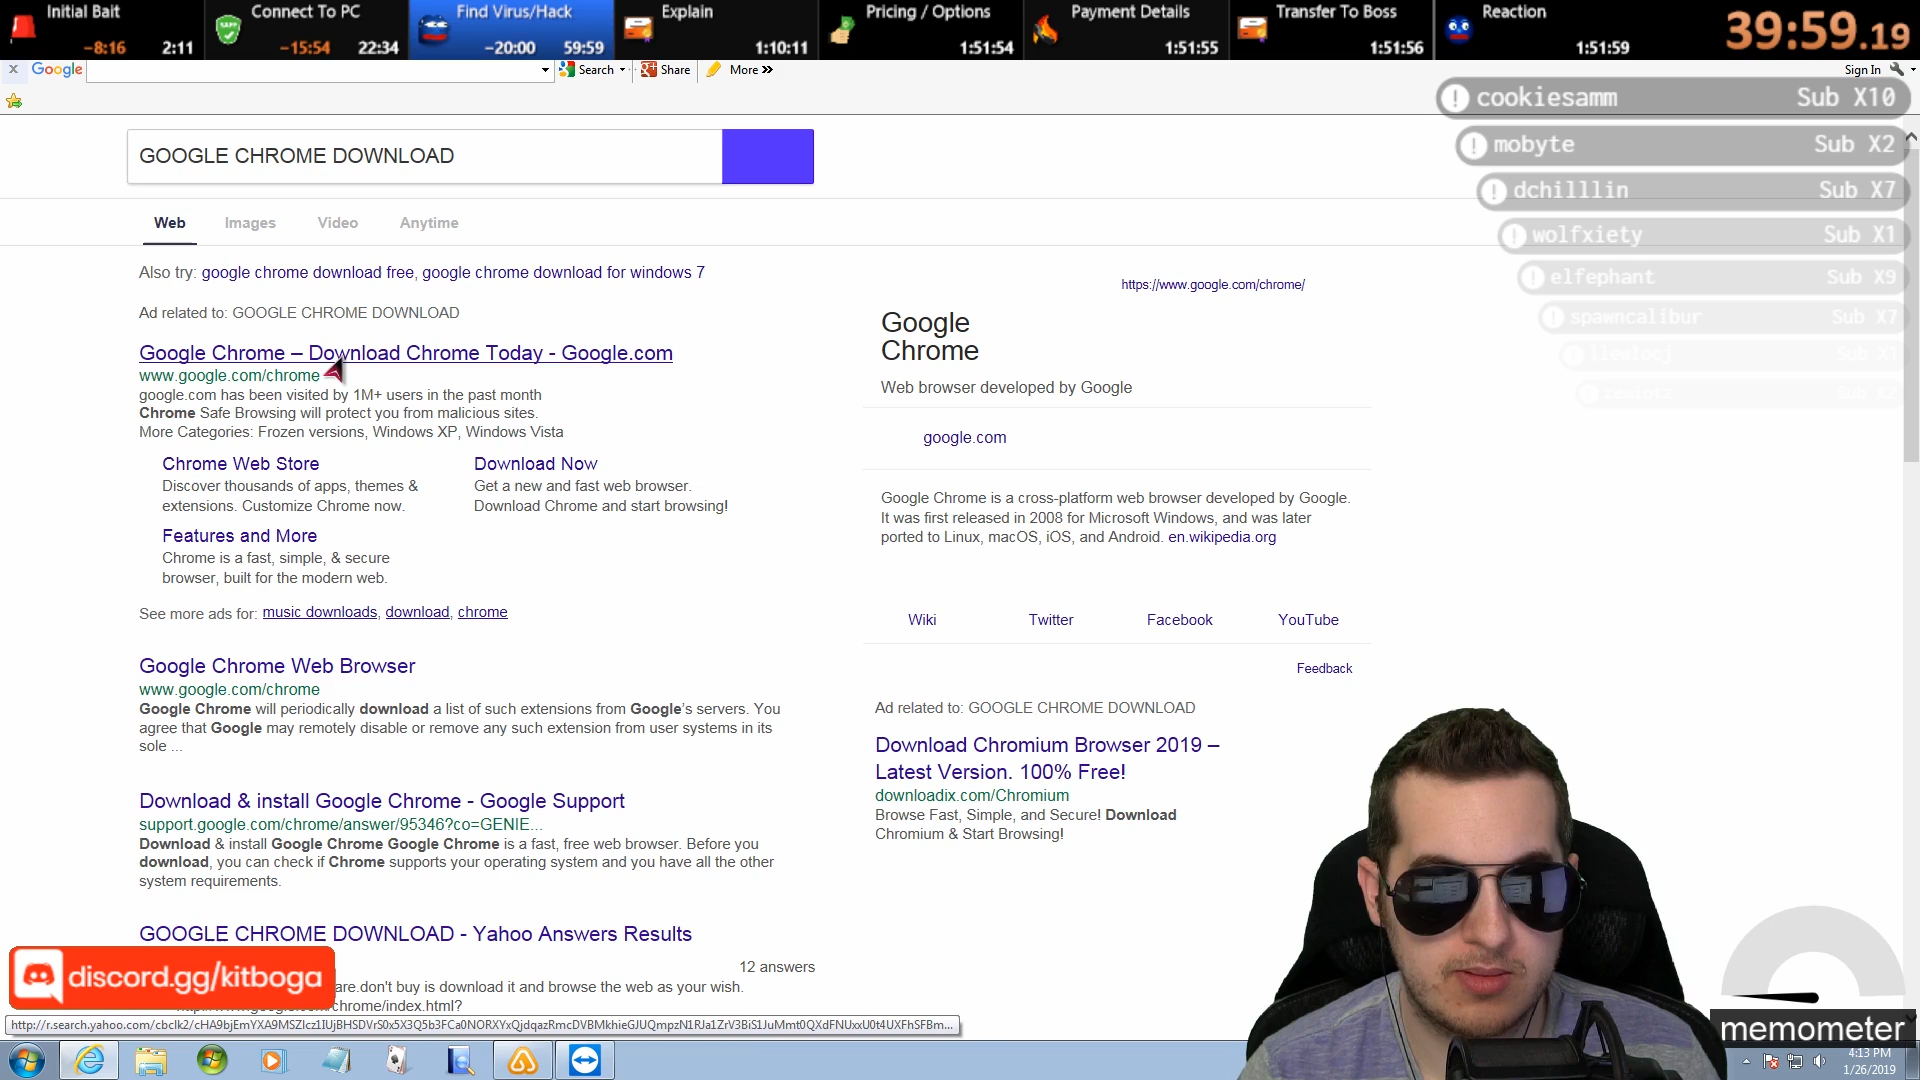 Initial Bait
-8:16 2:11
Connect To PC
-15:54 22:34
Find Virus/Hack
-20:00 59:59
Explain
1:10:11
Pricing / Options
1:51:54
Payment Details
1:51:55
Transfer To Boss
1:51:56
Reaction
1:51:59
39:59.19
x Google Search Share More » Sign In
cookiesamm Sub X10
mobyte Sub X2
dchilllin Sub X7
wolfxiety Sub X1
elfephant Sub X9
spawncalibur Sub X7
Sub X1
Sub X2
GOOGLE CHROME DOWNLOAD
Web Images Video Anytime
Also try: google chrome download free, google chrome download for windows 7
Ad related to: GOOGLE CHROME DOWNLOAD
Google Chrome – Download Chrome Today - Google.com
www.google.com/chrome
google.com has been visited by 1M+ users in the past month
Chrome Safe Browsing will protect you from malicious sites.
More Categories: Frozen versions, Windows XP, Windows Vista
Chrome Web Store
Discover thousands of apps, themes &
extensions. Customize Chrome now.
Download Now
Get a new and fast web browser.
Download Chrome and start browsing!
Features and More
Chrome is a fast, simple, & secure
browser, built for the modern web.
See more ads for: music downloads, download, chrome
Google Chrome Web Browser
www.google.com/chrome
Google Chrome will periodically download a list of such extensions from Google's servers. You
agree that Google may remotely disable or remove any such extension from user systems in its
sole ...
Download & install Google Chrome - Google Support
support.google.com/chrome/answer/95346?co=GENIE...
Download & install Google Chrome Google Chrome is a fast, free web browser. Before you
download, you can check if Chrome supports your operating system and you have all the other
system requirements.
GOOGLE CHROME DOWNLOAD - Yahoo Answers Results
12 answers
are.don't buy is download it and browse the web as your wish.
chrome/index.html?
https://www.google.com/chrome/
Google
Chrome
Web browser developed by Google
google.com
Google Chrome is a cross-platform web browser developed by Google.
It was first released in 2008 for Microsoft Windows, and was later
ported to Linux, macOS, iOS, and Android. en.wikipedia.org
Wiki Twitter Facebook YouTube
Feedback
Ad related to: GOOGLE CHROME DOWNLOAD
Download Chromium Browser 2019 –
Latest Version. 100% Free!
downloadix.com/Chromium
Browse Fast, Simple, and Secure! Download
Chromium & Start Browsing!
discord.gg/kitboga
memometer
4:13 PM
1/26/2019